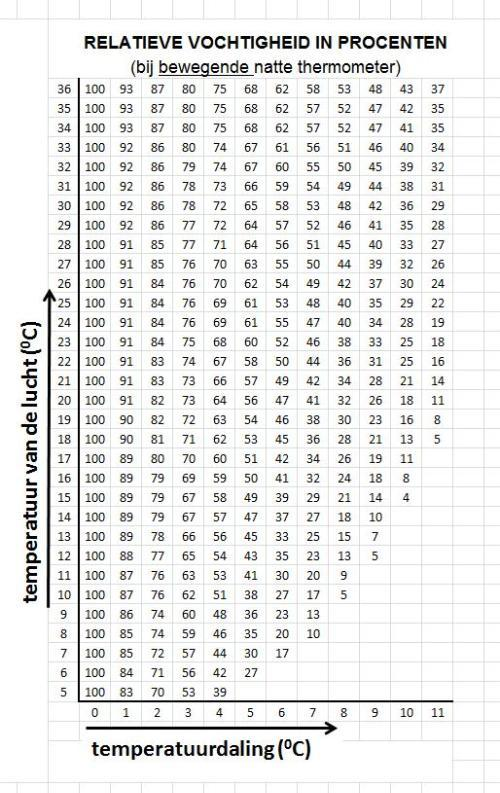 RELATIEVE VOCHTIGHEID IN PROCENTEN
(bij bewegende natte thermometer)
36 100 93 87 80 75 68 62 58 53 48 43 37
35 100 93 87 80 75 68 62 57 52 47 42 35
34 100 93 87 80 75 68 62 57 52 47 41 35
33 100 92 86 80 74 67 61 56 51 46 40 34
32 100 92 86 79 74 67 60 55 50 45 39 32
31 100 92 86 78 73 66 59 54 49 44 38 31
30 100 92 86 78 72 65 58 53 48 42 36 29
29 100 92 86 77 72 64 57 52 46 41 35 28
28 100 91 85 77 71 64 56 51 45 40 33 27
27 100 91 85 76 70 63 55 50 44 39 32 26
26 100 91 84 76 70 62 54 49 42 37 30 24
25 100 91 84 76 69 61 53 48 40 35 29 22
24 100 91 84 76 69 61 55 47 40 34 28 19
23 100 91 84 75 68 60 52 46 38 33 25 18
22 100 91 83 74 67 58 50 44 36 31 25 16
21 100 91 83 73 66 57 49 42 34 28 21 14
20 100 91 82 73 64 56 47 41 32 26 18 11
19 100 90 82 72 63 54 46 38 30 23 16 8
18 100 90 81 71 62 53 45 36 28 21 13 5
17 100 89 80 70 60 51 42 34 26 19 11
16 100 89 79 69 59 50 41 32 24 18 8
15 100 89 79 67 58 49 39 29 21 14 4
14 100 89 79 67 57 47 37 27 18 10
13 100 89 78 66 56 45 33 25 15 7
12 100 88 77 65 54 43 35 23 13 5
11 100 87 76 63 53 41 30 20 9
10 100 87 76 62 51 38 27 17 5
9 100 86 74 60 48 36 23 13
8 100 85 74 59 46 35 20 10
7 100 85 72 57 44 30 17
6 100 84 71 56 42 27
5 100 83 70 53 39
0 1 2 3 4 5 6 7 8 9 10 11
temperatuur van de lucht (⁰C)
temperatuurdaling (⁰C)